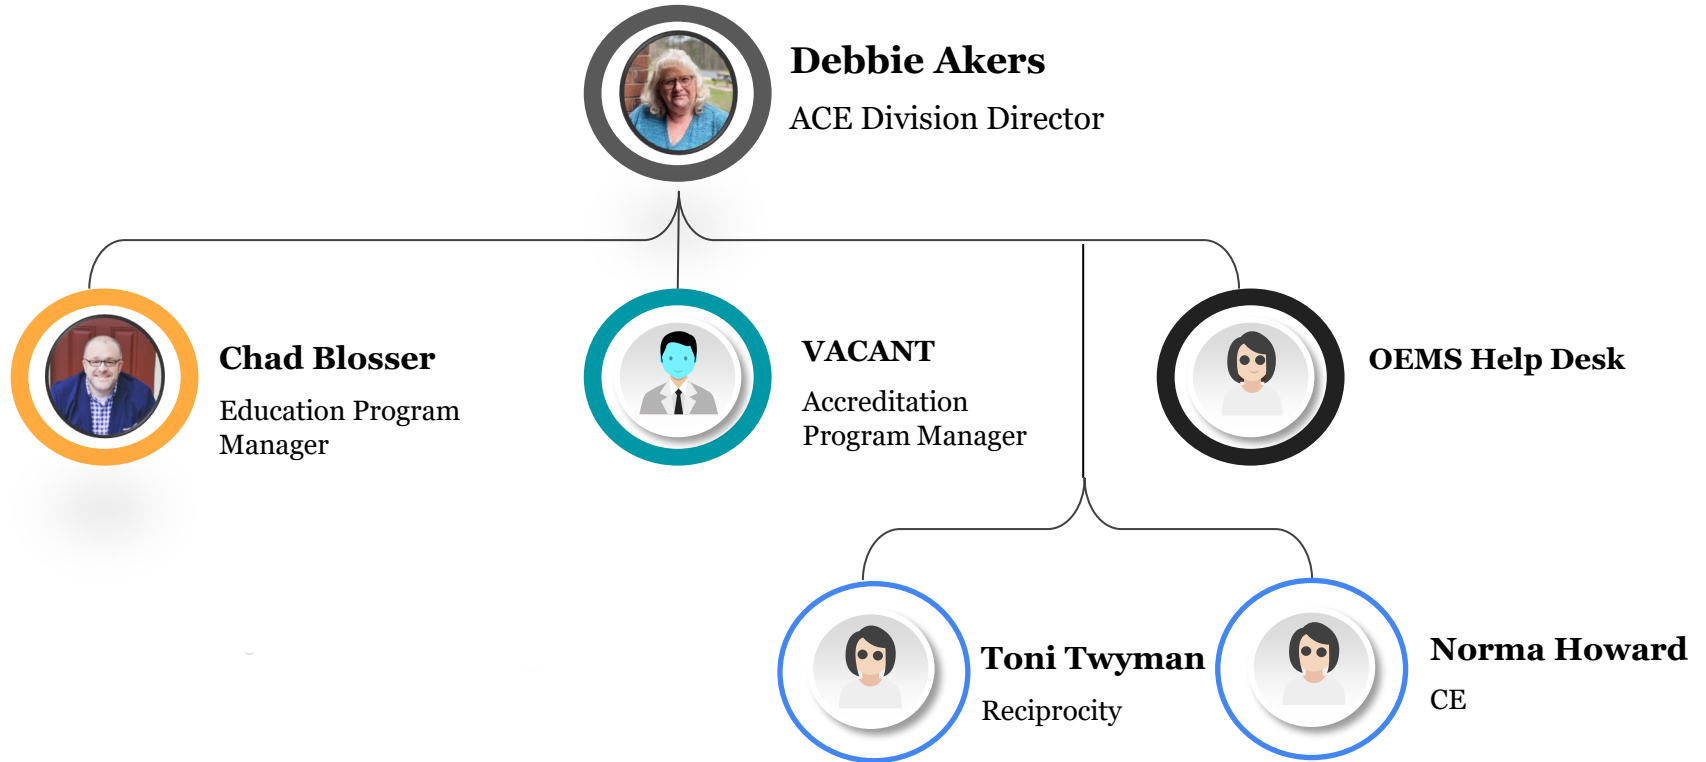 Debbie Akers
ACE Division Director
Chad Blosser
Education Program
Manager
VACANT
Accreditation
Program Manager
OEMS Help Desk
Toni Twyman
Reciprocity
Norma Howard
CE